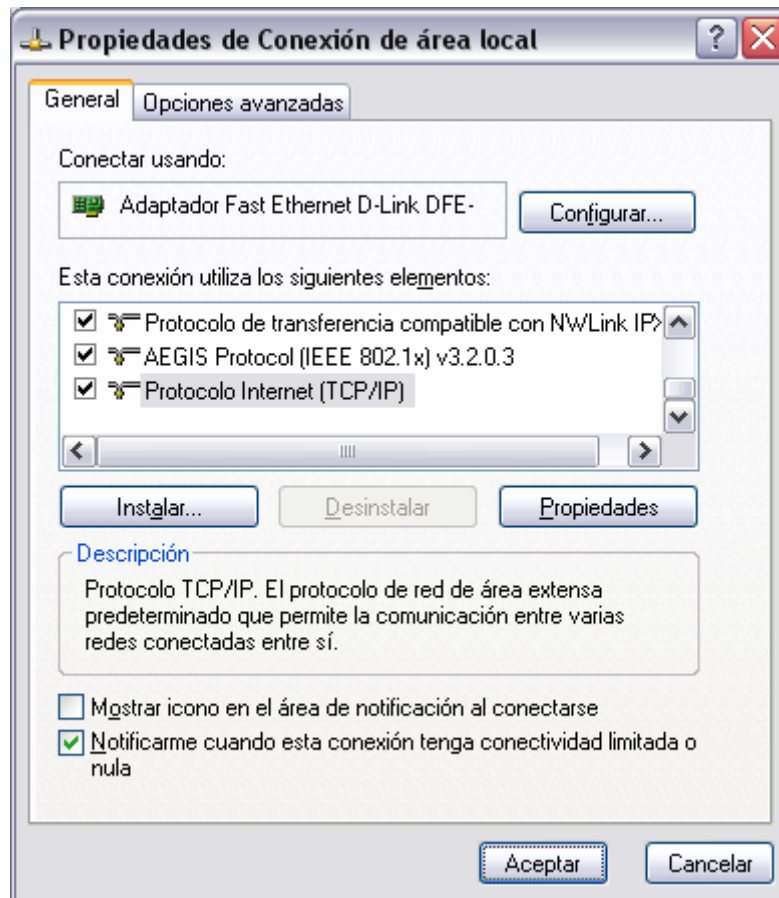 Propiedades de Conexión de área local
General
Opciones avanzadas
Conectar usando:
Adaptador Fast Ethernet D-Link DFE-
Configurar...
Esta conexión utiliza los siguientes elementos:
Protocolo de transferencia compatible con NWLink IP
AEGIS Protocol (IEEE 802.1x) v3.2.0.3
Protocolo Internet (TCP/IP)
Instalar...
Desinstalar
Propiedades
Descripción
Protocolo TCP/IP. El protocolo de red de área extensa
predeterminado que permite la comunicación entre varias
redes conectadas entre sí.
Mostrar icono en el área de notificación al conectarse
Notificarme cuando esta conexión tenga conectividad limitada o
nula
Aceptar
Cancelar